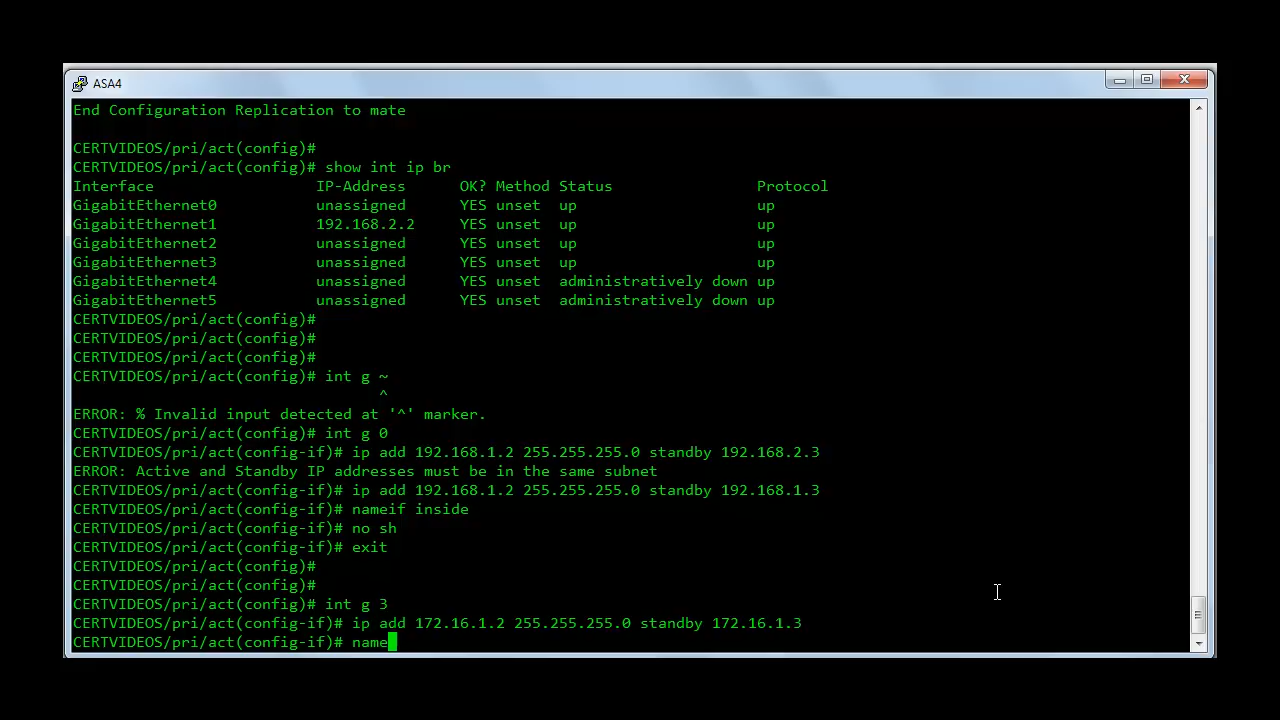 ASA4
End Configuration Replication to mate
CERTVIDEOS/pri/act(config)#
CERTVIDEOS/pri/act(config)# show int ip br
Interface IP-Address OK? Method Status Protocol
GigabitEthernet0 unassigned YES unset up up
GigabitEthernet1 192.168.2.2 YES unset up up
GigabitEthernet2 unassigned YES unset up up
GigabitEthernet3 unassigned YES unset up up
GigabitEthernet4 unassigned YES unset administratively down up
GigabitEthernet5 unassigned YES unset administratively down up
CERTVIDEOS/pri/act(config)#
CERTVIDEOS/pri/act(config)#
CERTVIDEOS/pri/act(config)#
CERTVIDEOS/pri/act(config)# int g ~
^
ERROR: % Invalid input detected at '^' marker.
CERTVIDEOS/pri/act(config)# int g 0
CERTVIDEOS/pri/act(config-if)# ip add 192.168.1.2 255.255.255.0 standby 192.168.2.3
ERROR: Active and Standby IP addresses must be in the same subnet
CERTVIDEOS/pri/act(config-if)# ip add 192.168.1.2 255.255.255.0 standby 192.168.1.3
CERTVIDEOS/pri/act(config-if)# nameif inside
CERTVIDEOS/pri/act(config-if)# no sh
CERTVIDEOS/pri/act(config-if)# exit
CERTVIDEOS/pri/act(config)#
CERTVIDEOS/pri/act(config)#
CERTVIDEOS/pri/act(config)# int g 3
CERTVIDEOS/pri/act(config-if)# ip add 172.16.1.2 255.255.255.0 standby 172.16.1.3
CERTVIDEOS/pri/act(config-if)# name